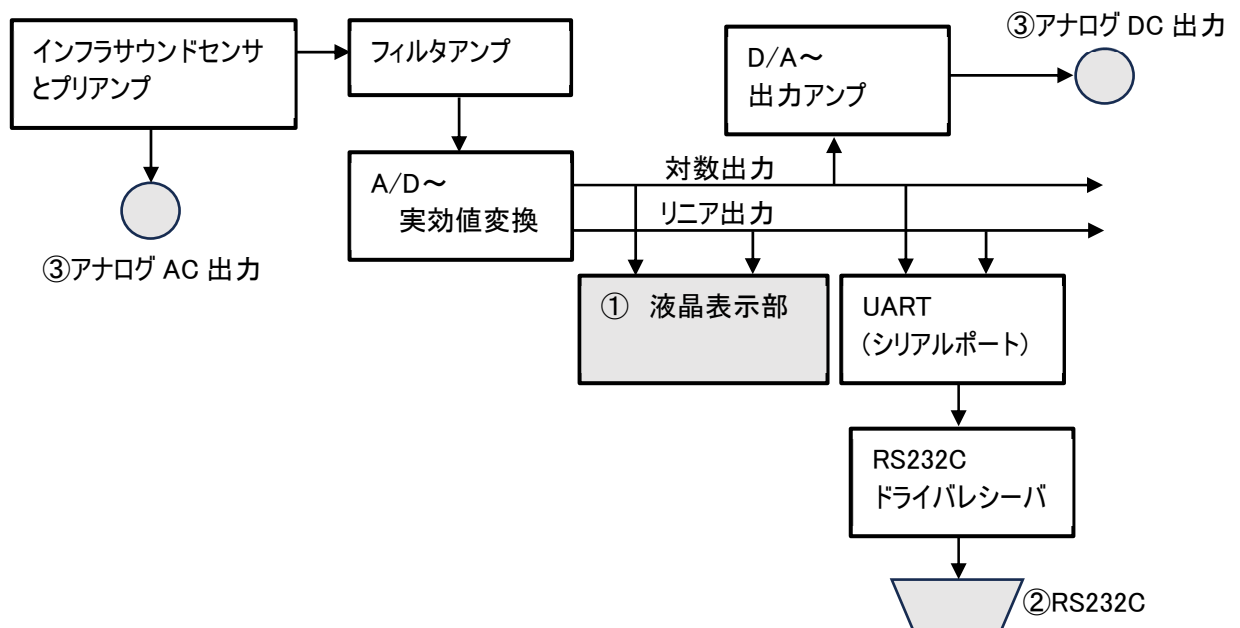 インフラサウンドセンサ
とプリアンプ
フィルタアンプ
D/A～
出力アンプ
③アナログ DC 出力
A/D～
実効値変換
対数出力
リニア出力
③アナログ AC 出力
① 液晶表示部
UART
（シリアルポート）
RS232C
ドライバレシーバ
②RS232C